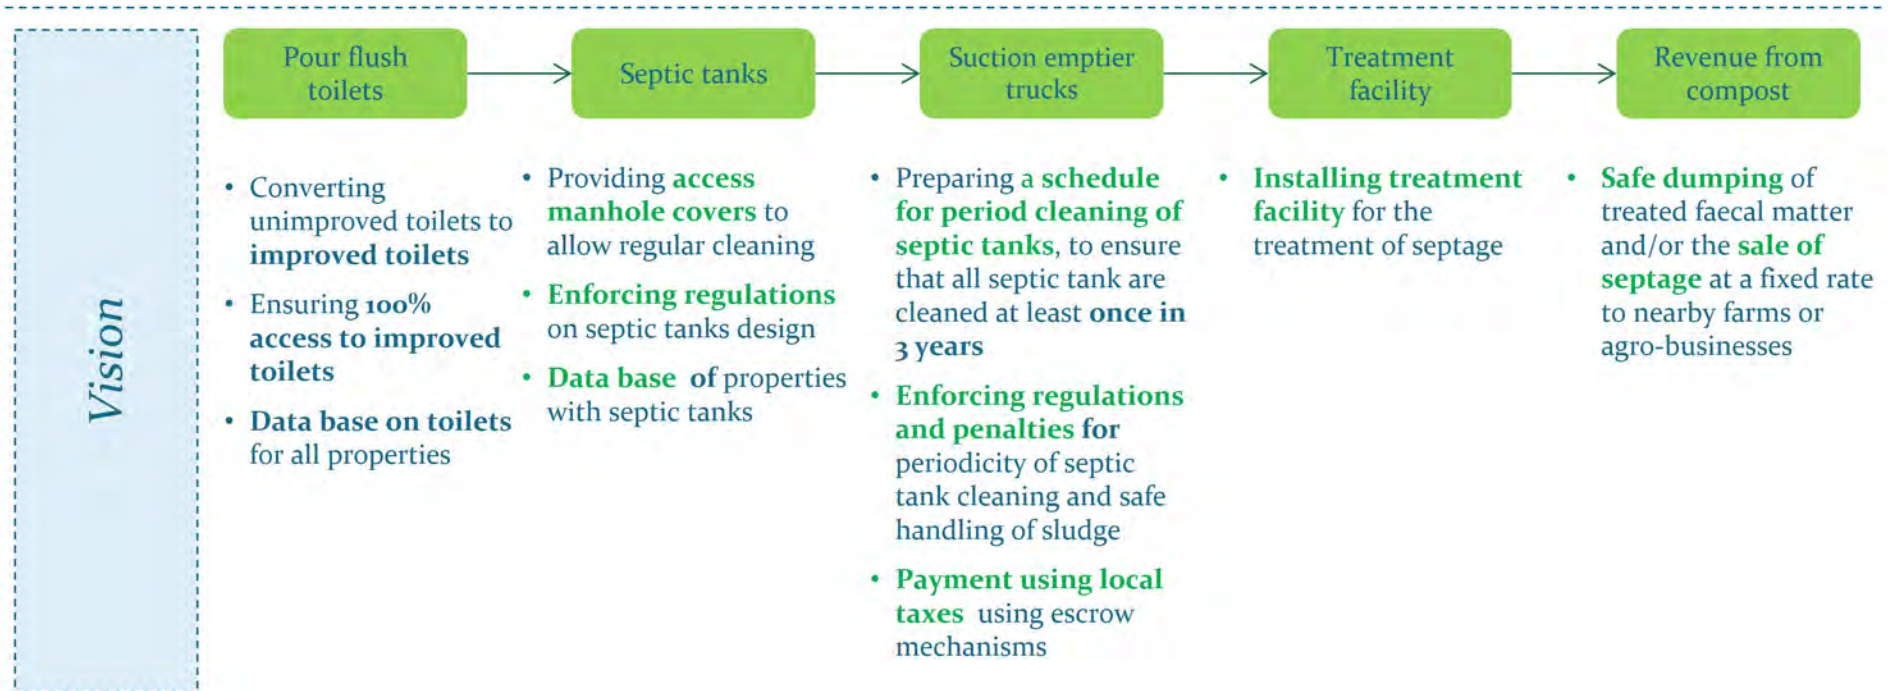 Vision
Pour flush
toilets
Septic tanks
Suction emptier
trucks
Treatment
facility
Revenue from
compost
• Converting
unimproved toilets to
improved toilets
• Ensuring 100%
access to improved
toilets
• Data base on toilets
for all properties
• Providing access
manhole covers to
allow regular cleaning
• Enforcing regulations
on septic tanks design
• Data base of properties
with septic tanks
• Preparing a schedule
for period cleaning of
septic tanks, to ensure
that all septic tank are
cleaned at least once in
3 years
• Enforcing regulations
and penalties for
periodicity of septic
tank cleaning and safe
handling of sludge
• Payment using local
taxes using escrow
mechanisms
• Installing treatment
facility for the
treatment of septage
• Safe dumping of
treated faecal matter
and/or the sale of
septage at a fixed rate
to nearby farms or
agro-businesses